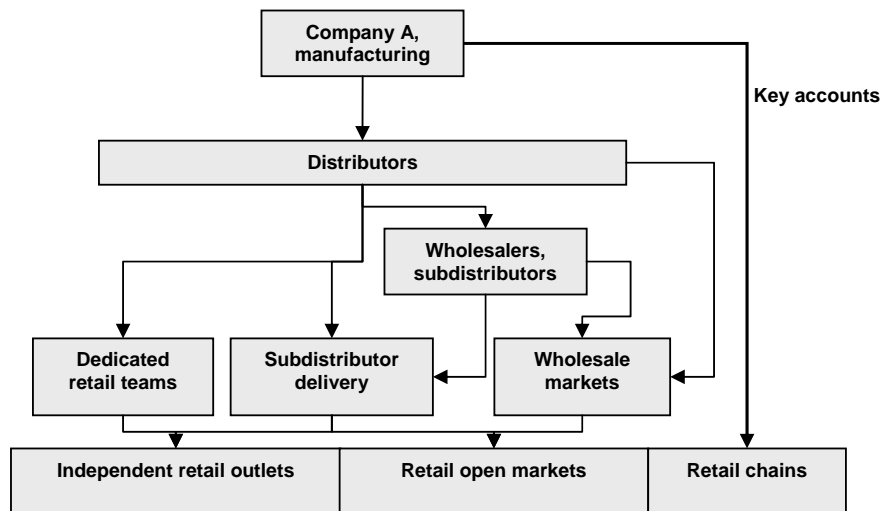 Company A,
manufacturing
Key accounts
Distributors
Wholesalers,
subdistributors
Dedicated
retail teams
Subdistributor
delivery
Wholesale
markets
Independent retail outlets
Retail open markets
Retail chains